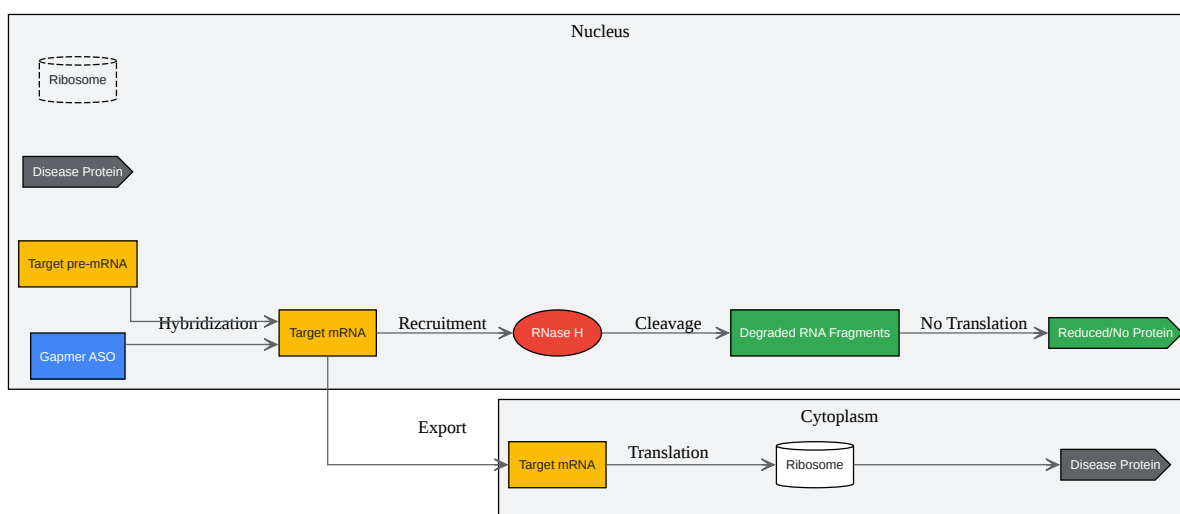 Nucleus
Ribosome
Disease Protein
Target pre-mRNA
Hybridization
Gapmer ASO
Target mRNA
Recruitment
RNase H
Cleavage
Degraded RNA Fragments
No Translation
Reduced/No Protein
Export
Cytoplasm
Target mRNA
Translation
Ribosome
Disease Protein